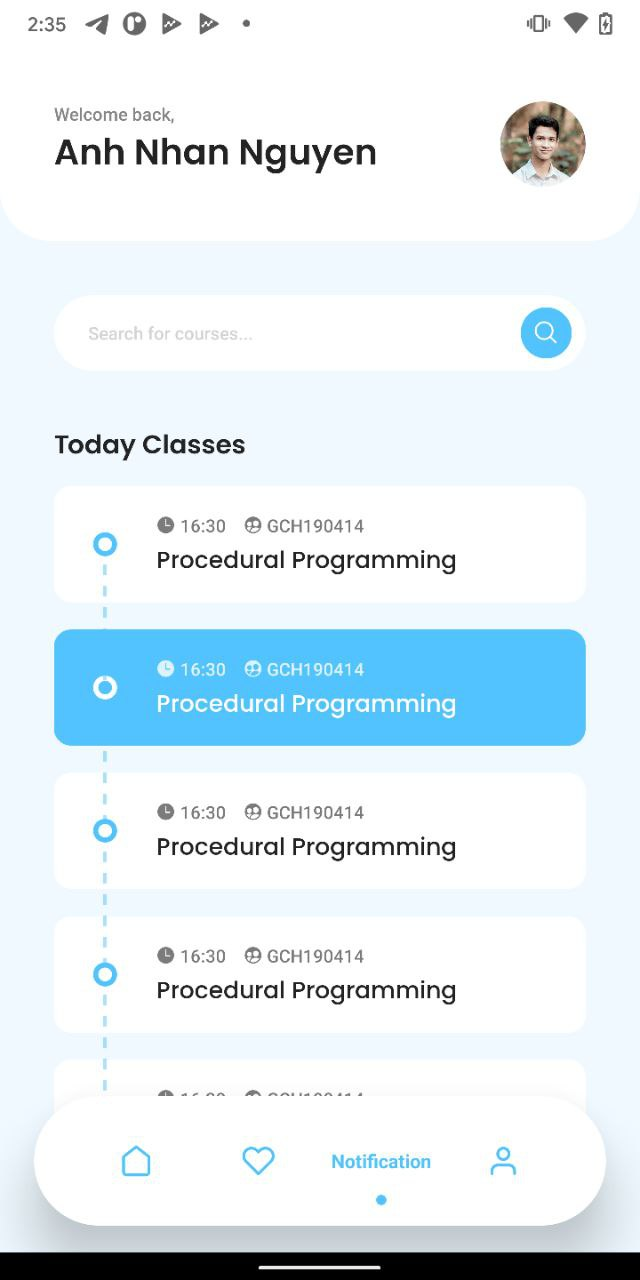 2:35
Welcome back,
Anh Nhan Nguyen
Search for courses...
Today Classes
16:30 GCH190414
Procedural Programming
16:30 GCH190414
Procedural Programming
16:30 GCH190414
Procedural Programming
16:30 GCH190414
Procedural Programming
Notification